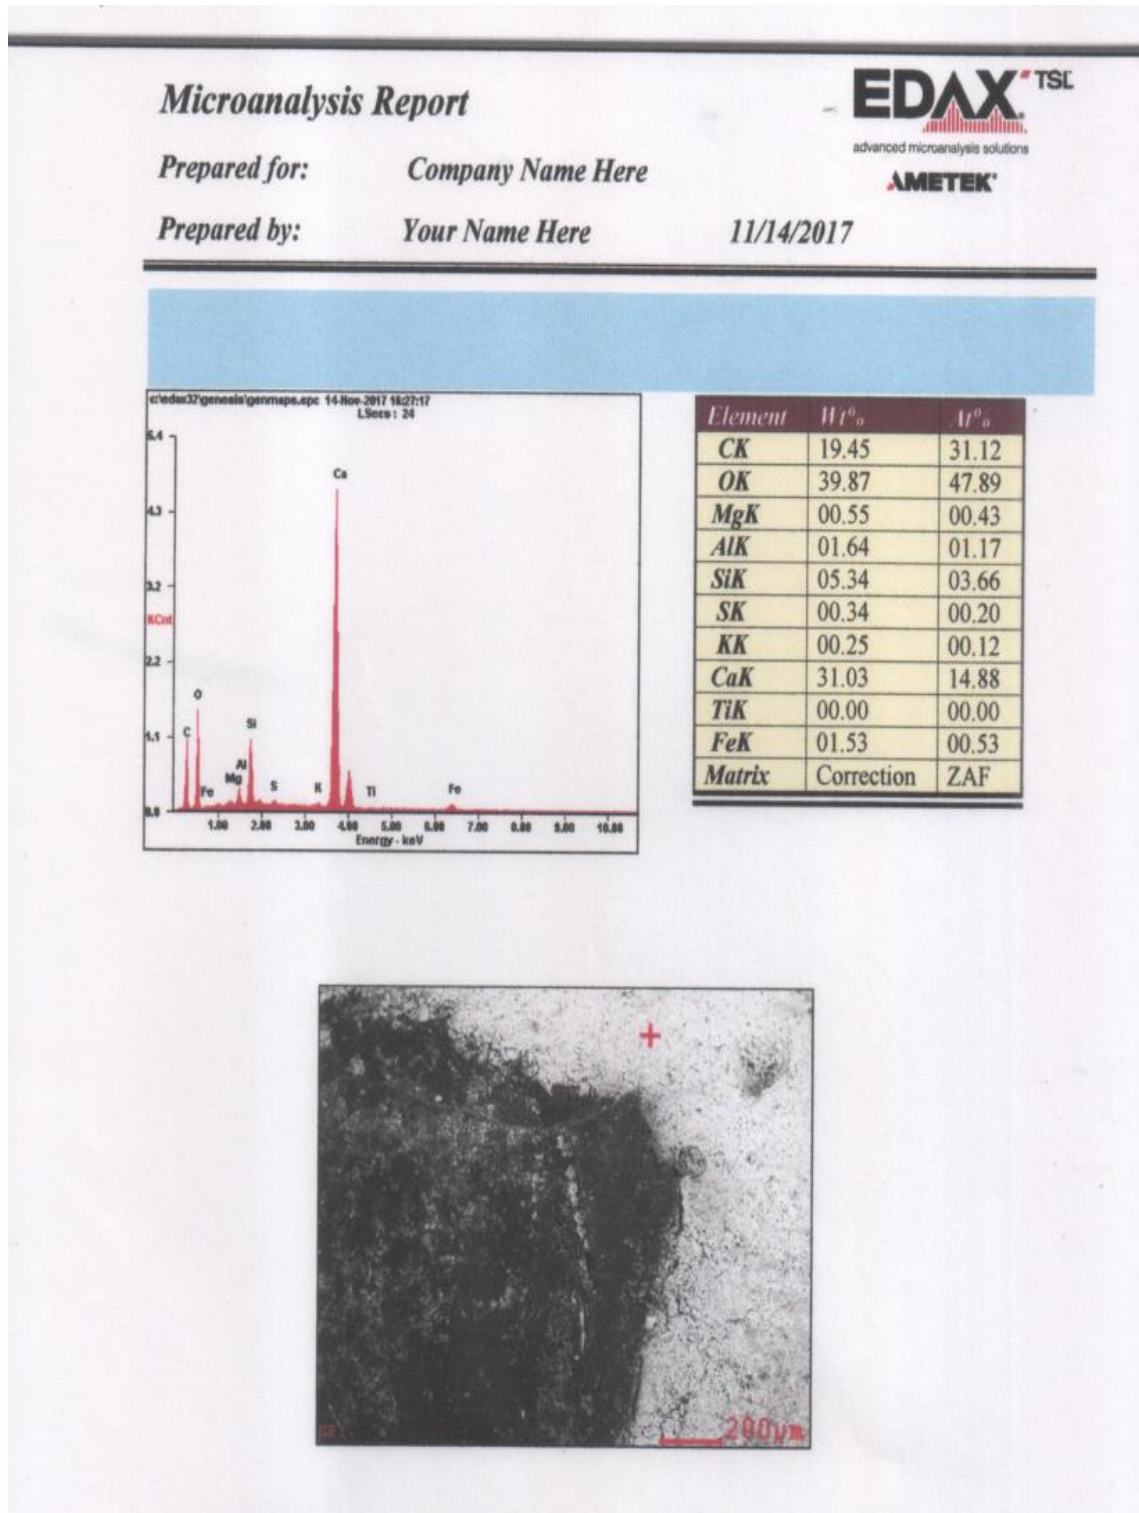 Microanalysis Report
EDAX TSL
advanced microanalysis solutions
AMETEK
Prepared for: Company Name Here
Prepared by: Your Name Here 11/14/2017
c:\edax32\genesis\genmaps.spc 14-Nov-2017 18:27:17
LSecs : 24
5.4
4.3
3.2
KCnt
2.2
1.1
0.0
Ca
O
C
Si
Al
Mg
Fe
S
K
Ti
Fe
1.00 2.00 3.00 4.00 5.00 6.00 7.00 8.00 9.00 10.00
Energy - keV
Element Wt% At%
CK 19.45 31.12
OK 39.87 47.89
MgK 00.55 00.43
AlK 01.64 01.17
SiK 05.34 03.66
SK 00.34 00.20
KK 00.25 00.12
CaK 31.03 14.88
TiK 00.00 00.00
FeK 01.53 00.53
Matrix Correction ZAF
200µm